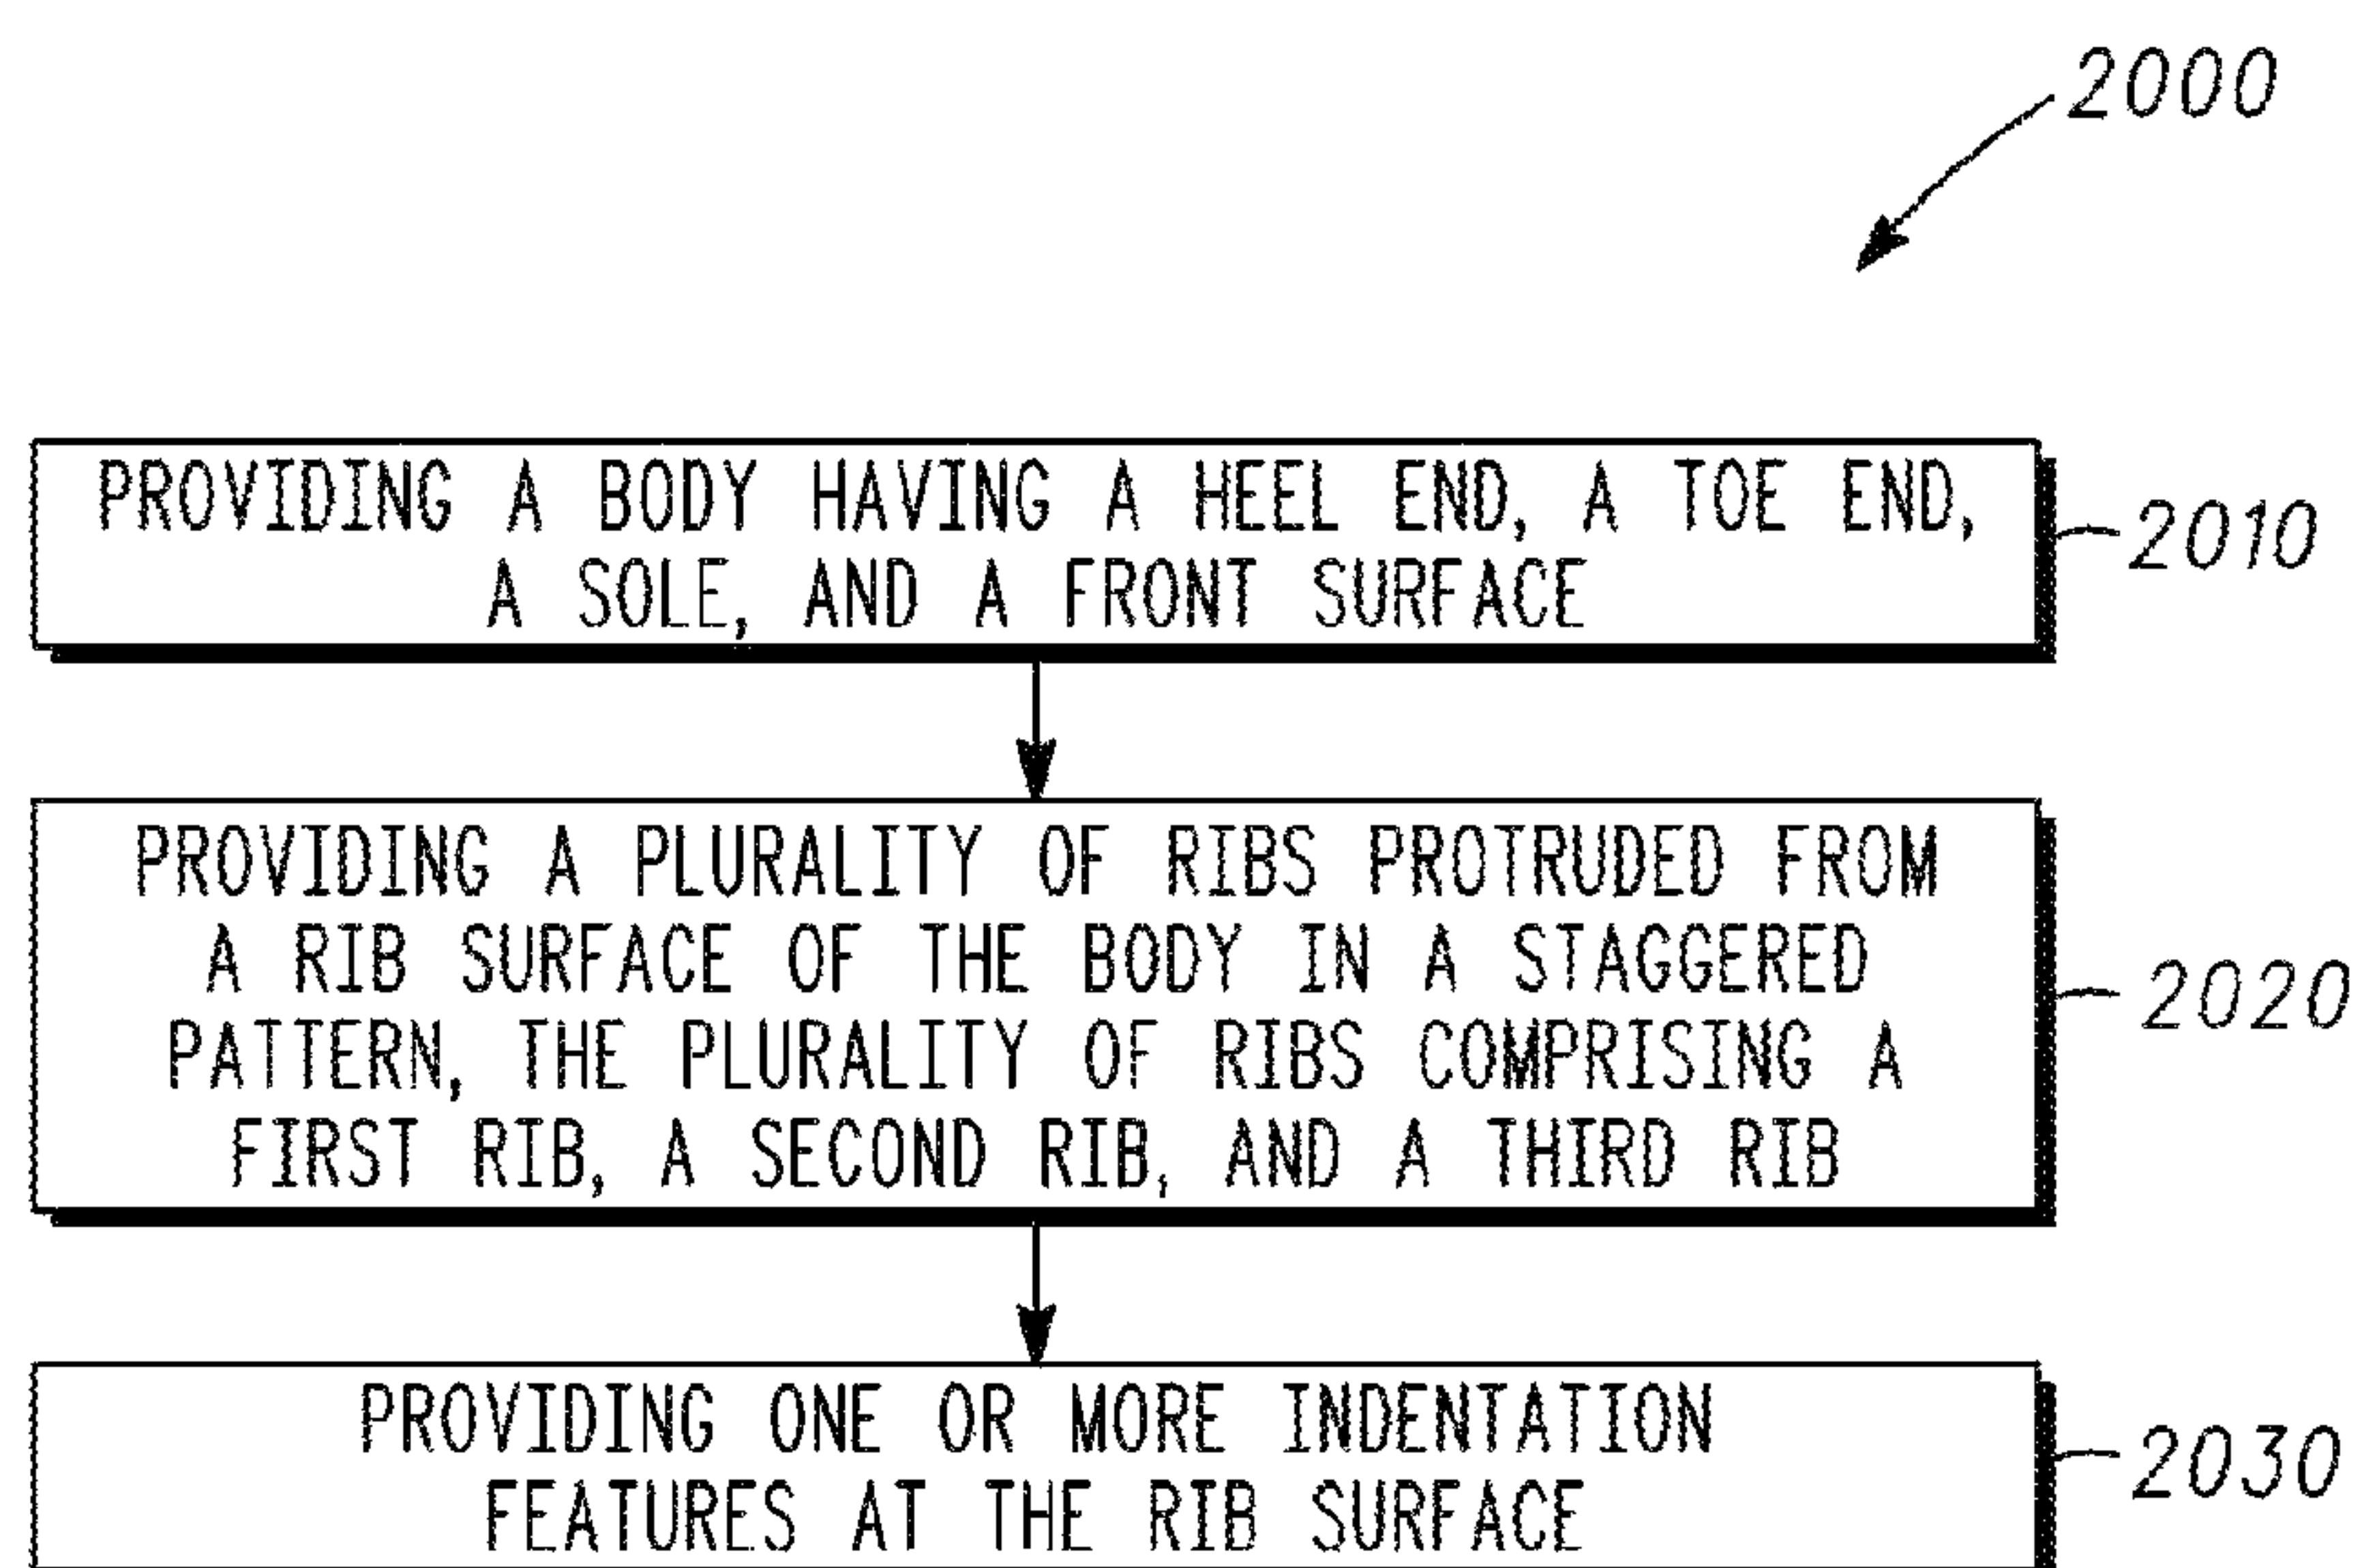 2000
PROVIDING A BODY HAVING A HEEL END, A TOE END,
A SOLE, AND A FRONT SURFACE
2010
PROVIDING A PLURALITY OF RIBS PROTRUDED FROM
A RIB SURFACE OF THE BODY IN A STAGGERED
PATTERN, THE PLURALITY OF RIBS COMPRISING A
FIRST RIB, A SECOND RIB, AND A THIRD RIB
2020
PROVIDING ONE OR MORE INDENTATION
FEATURES AT THE RIB SURFACE
2030